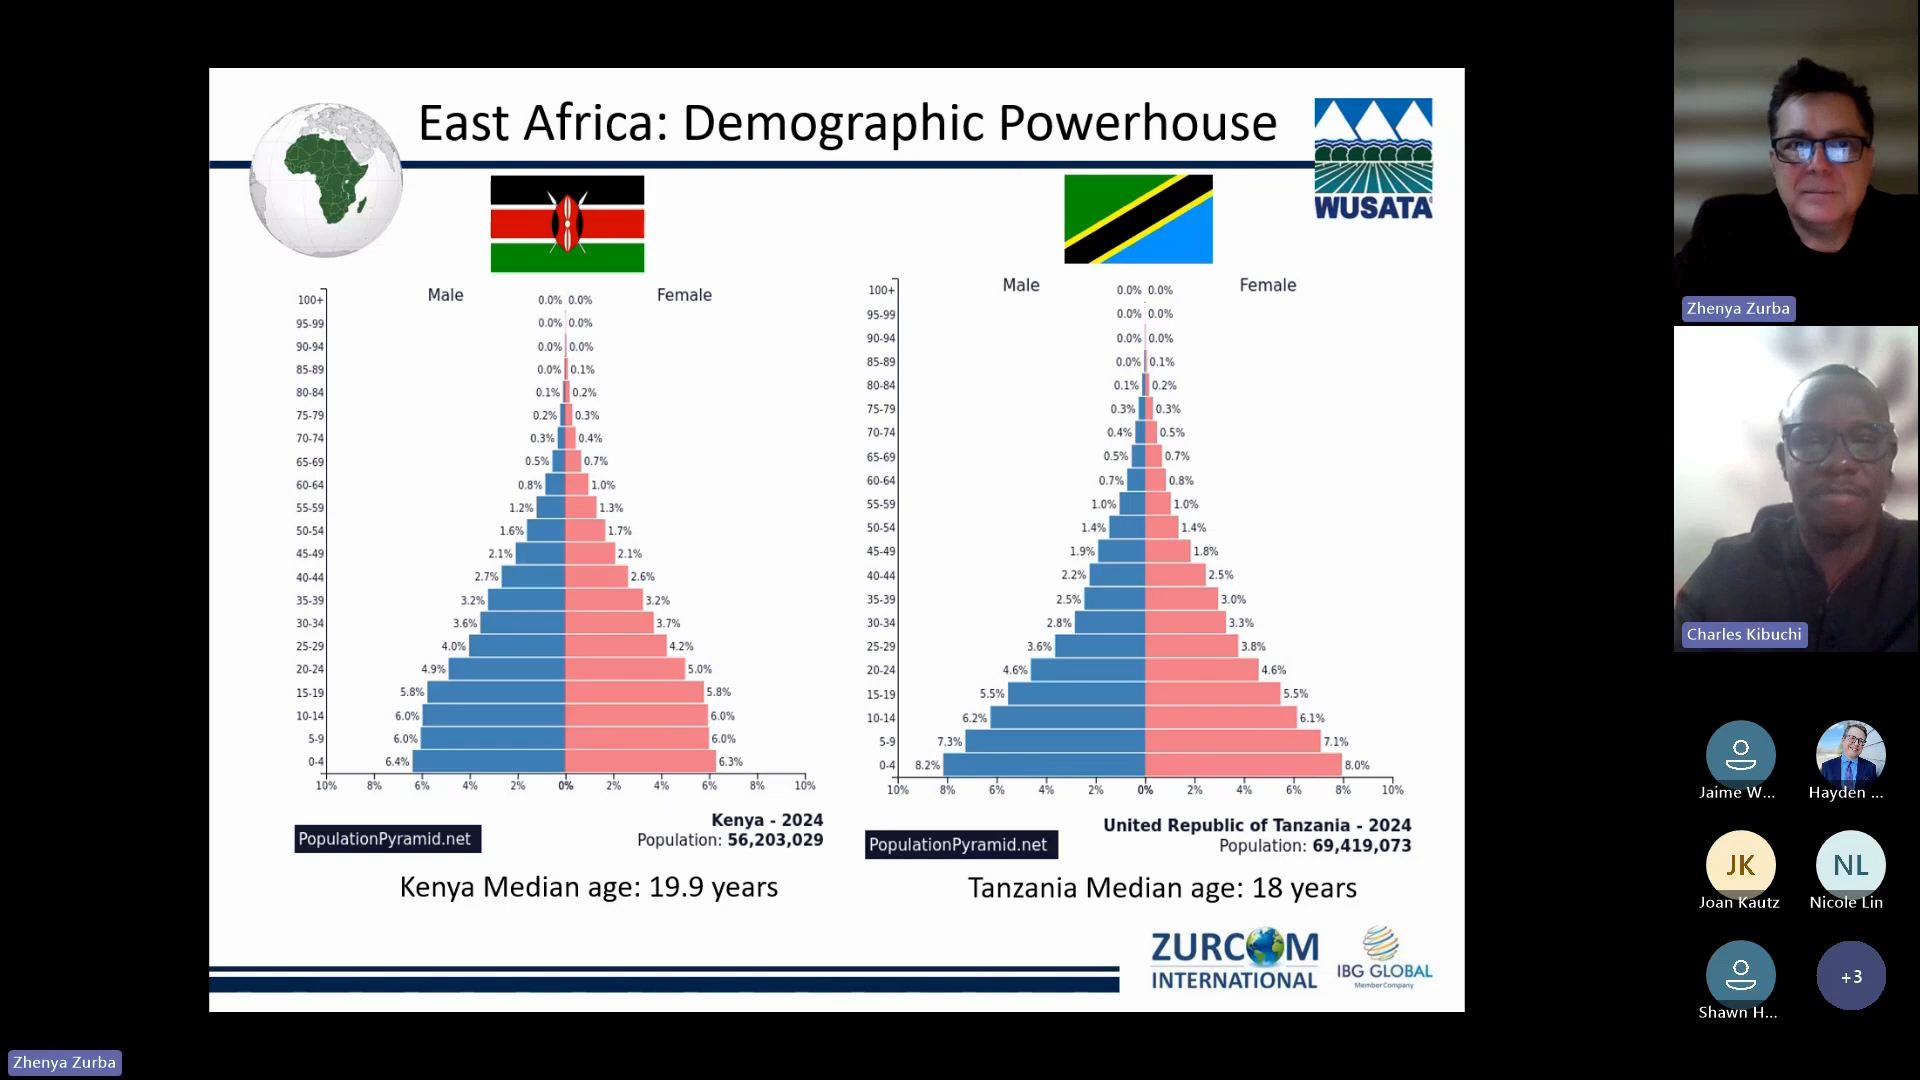 East Africa: Demographic Powerhouse
WUSATA
Male
Female
100+ 0.0% 0.0%
95-99 0.0% 0.0%
90-94 0.0% 0.0%
85-89 0.0% 0.1%
80-84 0.1% 0.2%
75-79 0.2% 0.3%
70-74 0.3% 0.4%
65-69 0.5% 0.7%
60-64 0.8% 1.0%
55-59 1.2% 1.3%
50-54 1.6% 1.7%
45-49 2.1% 2.1%
40-44 2.7% 2.6%
35-39 3.2% 3.2%
30-34 3.6% 3.7%
25-29 4.0% 4.2%
20-24 4.9% 5.0%
15-19 5.8% 5.8%
10-14 6.0% 6.0%
5-9 6.0% 6.0%
0-4 6.4% 6.3%
10% 8% 6% 4% 2% 0% 2% 4% 6% 8% 10%
PopulationPyramid.net
Kenya - 2024
Population: 56,203,029
Kenya Median age: 19.9 years
Male
Female
100+ 0.0% 0.0%
95-99 0.0% 0.0%
90-94 0.0% 0.0%
85-89 0.0% 0.1%
80-84 0.1% 0.2%
75-79 0.3% 0.3%
70-74 0.4% 0.5%
65-69 0.5% 0.7%
60-64 0.7% 0.8%
55-59 1.0% 1.0%
50-54 1.4% 1.4%
45-49 1.9% 1.8%
40-44 2.2% 2.5%
35-39 2.5% 3.0%
30-34 2.8% 3.3%
25-29 3.6% 3.8%
20-24 4.6% 4.6%
15-19 5.5% 5.5%
10-14 6.2% 6.1%
5-9 7.3% 7.1%
0-4 8.2% 8.0%
10% 8% 6% 4% 2% 0% 2% 4% 6% 8% 10%
PopulationPyramid.net
United Republic of Tanzania - 2024
Population: 69,419,073
Tanzania Median age: 18 years
ZURCOM
INTERNATIONAL
IBG GLOBAL
Member Company
Zhenya Zurba
Charles Kibuchi
Jaime W...
Hayden ...
JK
Joan Kautz
NL
Nicole Lin
Shawn H...
+3
Zhenya Zurba